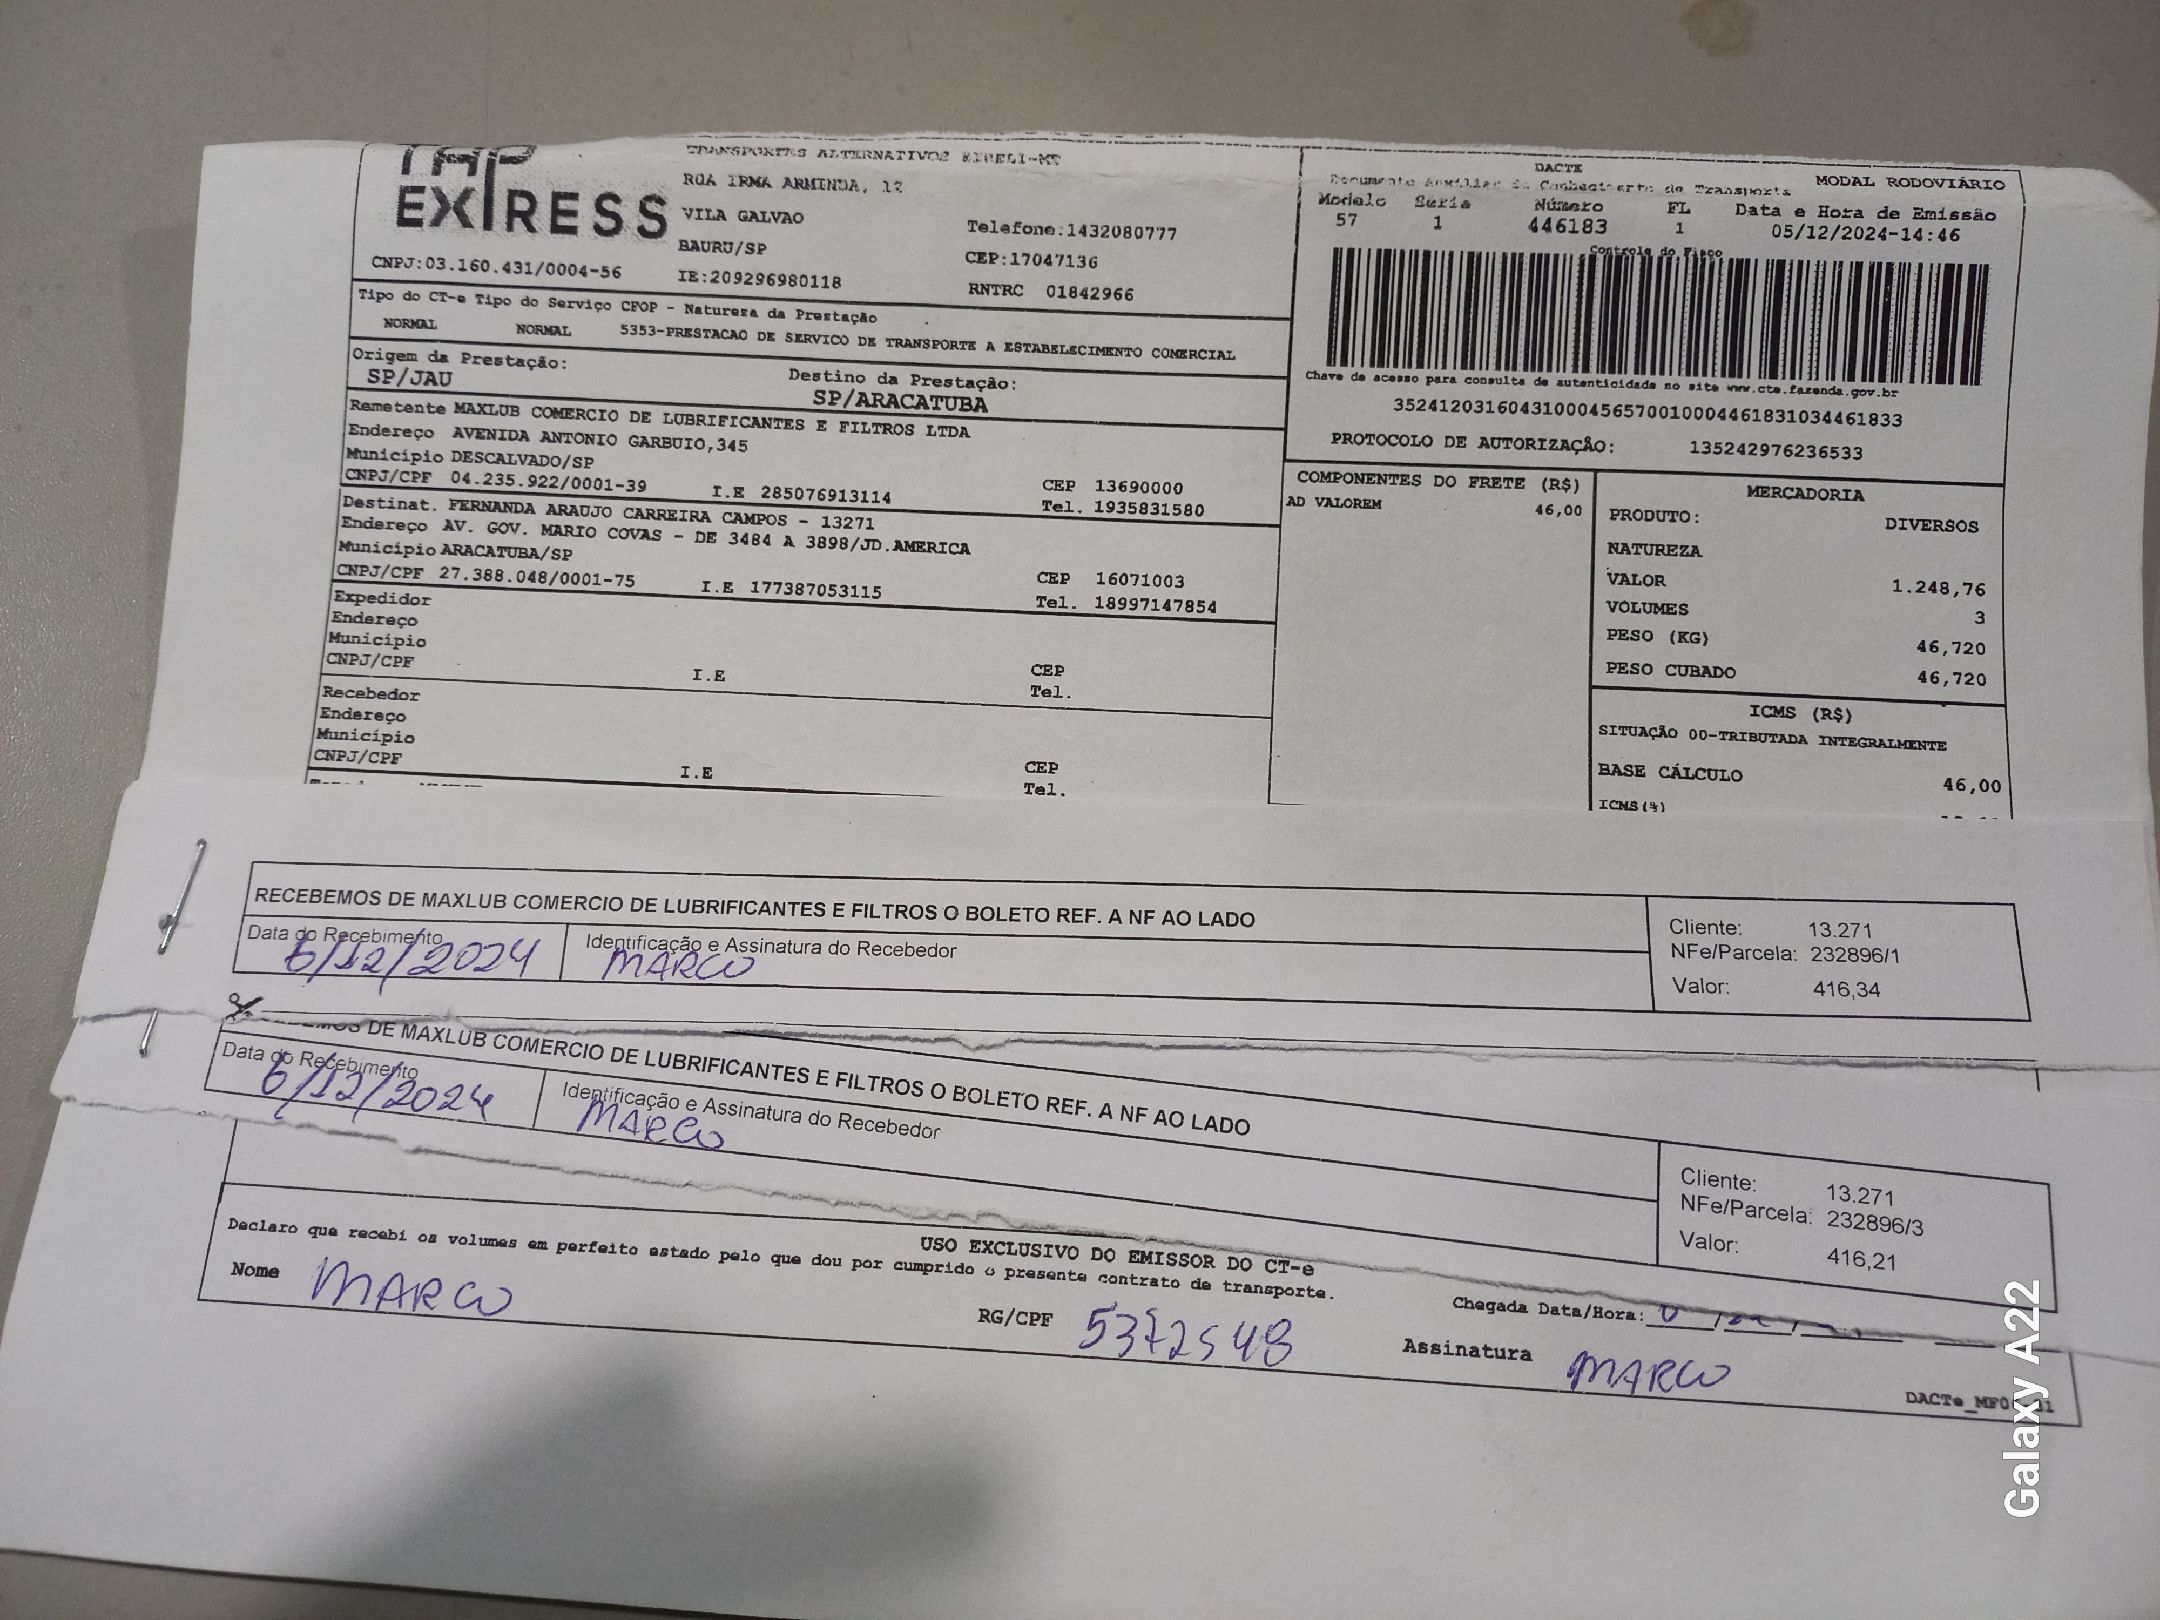 TAP
EXPRESS
TRANSPORTES ALTERNATIVOS EIRELI-MT
RUA IRMA ARMINDA, 12
VILA GALVAO
Telefone:1432080777
BAURU/SP
CEP:17047136
CNPJ:03.160.431/0004-56
IE:209296980118
RNTRC 01842966
DACTE
Documento Auxiliar do Conhecimento de Transporte
MODAL RODOVIÁRIO
Modelo Série Número FL Data e Hora de Emissão
57 1 446183 1 05/12/2024-14:46
Controle do Fisco
Chave de acesso para consulta de autenticidade no site www.cte.fazenda.gov.br
35241203160431000456570010004461831034461833
PROTOCOLO DE AUTORIZAÇÃO: 135242976236533
Tipo do CT-e Tipo do Serviço CFOP - Natureza da Prestação
NORMAL NORMAL 5353-PRESTACAO DE SERVICO DE TRANSPORTE A ESTABELECIMENTO COMERCIAL
Origem da Prestação: Destino da Prestação:
SP/JAU SP/ARACATUBA
Remetente MAXLUB COMERCIO DE LUBRIFICANTES E FILTROS LTDA
Endereço AVENIDA ANTONIO GARBUIO,345
Município DESCALVADO/SP CEP 13690000
CNPJ/CPF 04.235.922/0001-39 I.E 285076913114 Tel. 1935831580
Destinat. FERNANDA ARAUJO CARREIRA CAMPOS - 13271
Endereço AV. GOV. MARIO COVAS - DE 3484 A 3898/JD.AMERICA
Município ARACATUBA/SP CEP 16071003
CNPJ/CPF 27.388.048/0001-75 I.E 177387053115 Tel. 18997147854
Expedidor
Endereço
Município CEP
CNPJ/CPF I.E Tel.
Recebedor
Endereço
Município CEP
CNPJ/CPF I.E Tel.
COMPONENTES DO FRETE (R$)
AD VALOREM 46,00
MERCADORIA
PRODUTO: DIVERSOS
NATUREZA
VALOR 1.248,76
VOLUMES 3
PESO (KG) 46,720
PESO CUBADO 46,720
ICMS (R$)
SITUAÇÃO 00-TRIBUTADA INTEGRALMENTE
BASE CÁLCULO 46,00
ICMS(%)
RECEBEMOS DE MAXLUB COMERCIO DE LUBRIFICANTES E FILTROS O BOLETO REF. A NF AO LADO
Data do Recebimento Identificação e Assinatura do Recebedor
6/12/2024 MARCO
Cliente: 13.271
NFe/Parcela: 232896/1
Valor: 416,34
DE MAXLUB COMERCIO DE LUBRIFICANTES E FILTROS O BOLETO REF. A NF AO LADO
Data do Recebimento Identificação e Assinatura do Recebedor
6/12/2024 MARCO
Cliente: 13.271
NFe/Parcela: 232896/3
Valor: 416,21
USO EXCLUSIVO DO EMISSOR DO CT-e
Declaro que recebi os volumes em perfeito estado pelo que dou por cumprido o presente contrato de transporte.
Nome MARCO RG/CPF 5372548
Chegada Data/Hora:
Assinatura MARCO
Galaxy A22